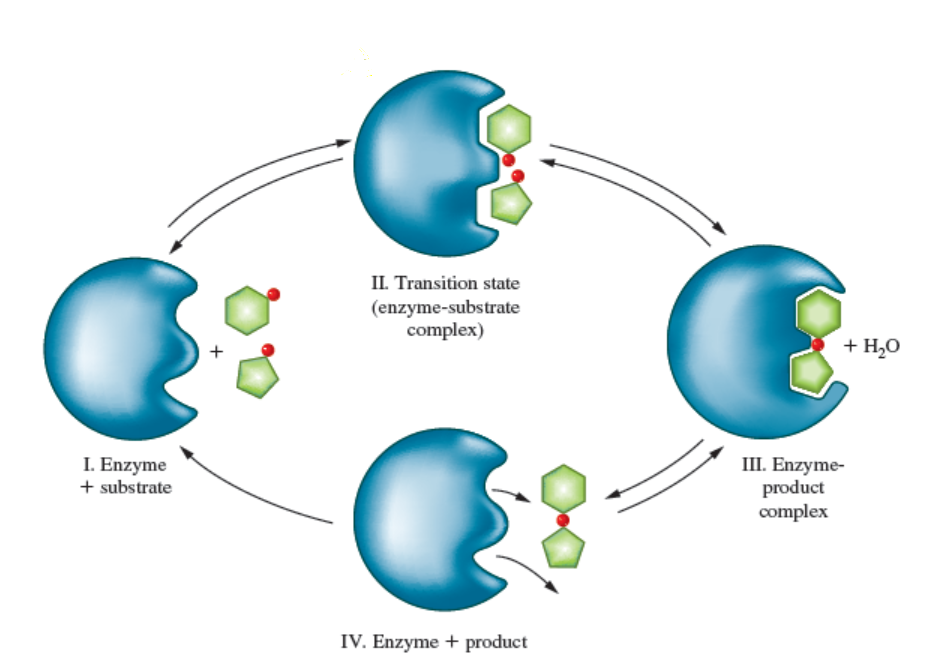 II. Transition state
(enzyme-substrate
complex)
+
+ H₂O
I. Enzyme
+ substrate
III. Enzyme-
product
complex
IV. Enzyme + product